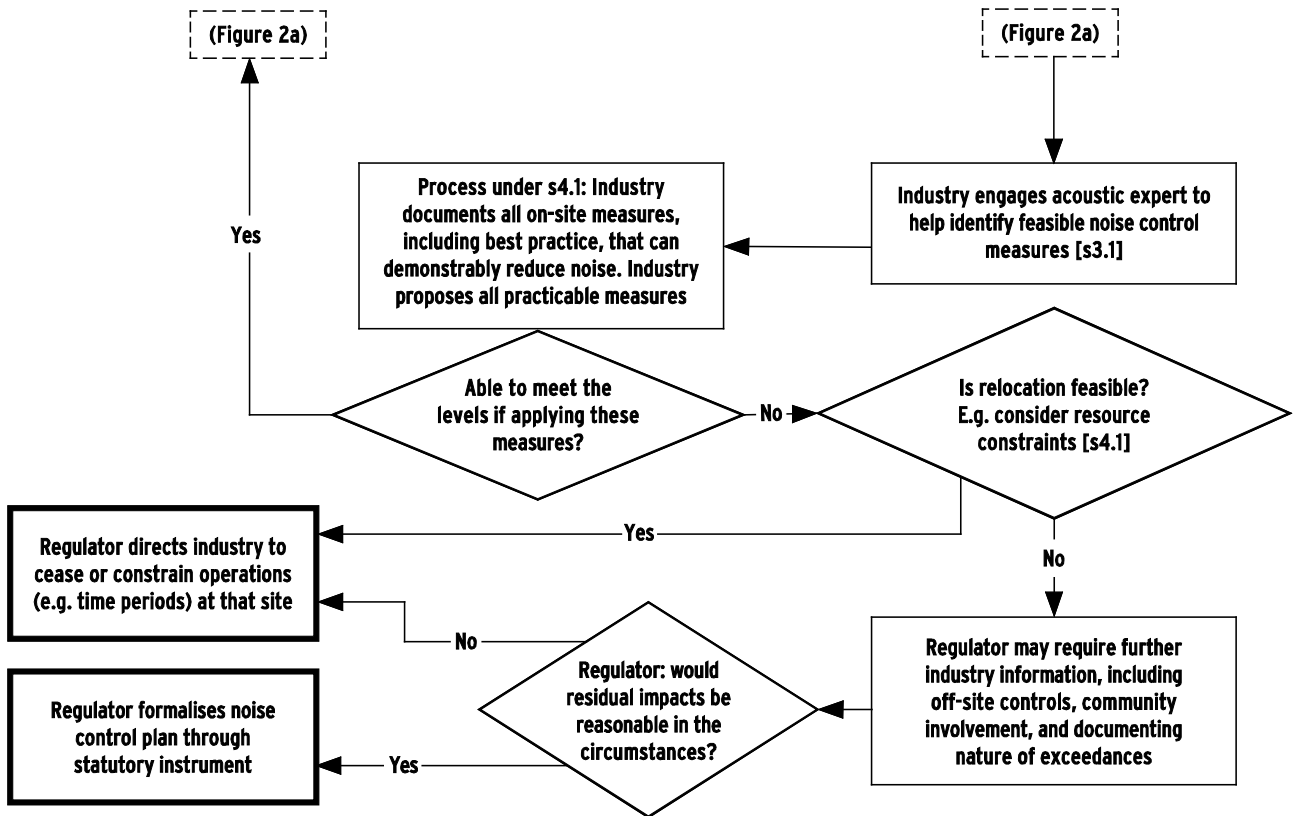 (Figure 2a)
(Figure 2a)
Process under s4.1: Industry
documents all on-site measures,
including best practice, that can
demonstrably reduce noise. Industry
proposes all practicable measures
Industry engages acoustic expert to
help identify feasible noise control
measures [s3.1]
Yes
Able to meet the
levels if applying these
measures?
No
Is relocation feasible?
E.g. consider resource
constraints [s4.1]
Yes
No
Regulator directs industry to
cease or constrain operations
(e.g. time periods) at that site
No
Regulator: would
residual impacts be
reasonable in the
circumstances?
Regulator may require further
industry information, including
off-site controls, community
involvement, and documenting
nature of exceedances
Regulator formalises noise
control plan through
statutory instrument
Yes